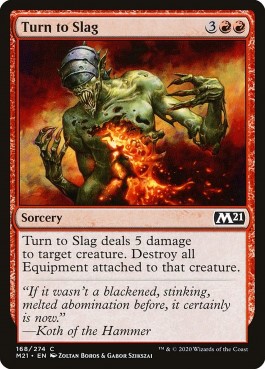 Turn to Slag 3
Sorcery M21
Turn to Slag deals 5 damage
to target creature. Destroy all
Equipment attached to that creature.
"If it wasn't a blackened, stinking,
melted abomination before, it certainly
is now."
—Koth of the Hammer
168/274 C
M21 • EN ZOLTAN BOROS & GABOR SZIKSZAI
™ & © 2020 Wizards of the Coast